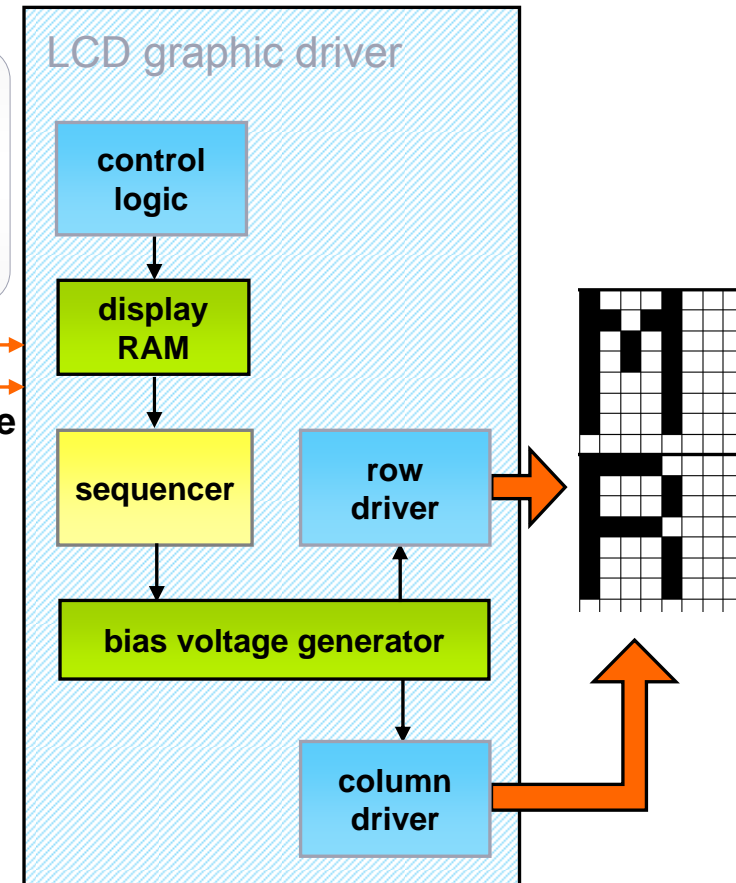 LCD graphic driver
control
logic
display
RAM
e
sequencer
row
driver
bias voltage generator
column
driver
M
R